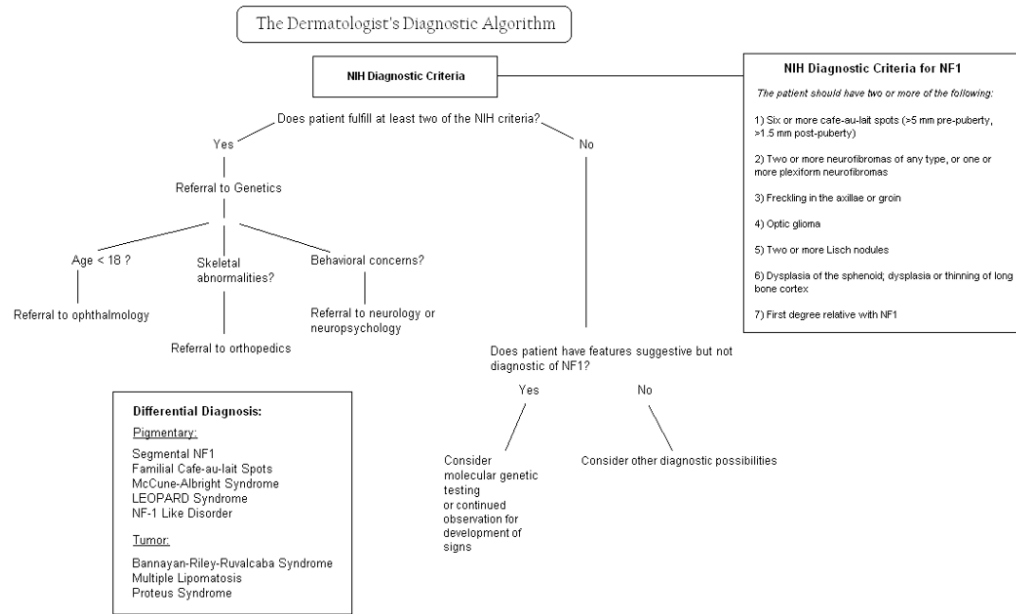 The Dermatologist's Diagnostic Algorithm
NIH Diagnostic Criteria
Does patient fulfill at least two of the NIH criteria?
Yes
No
Referral to Genetics
Age < 18 ?
Skeletal
abnormalities?
Behavioral concerns?
Referral to ophthalmology
Referral to orthopedics
Referral to neurology or
neuropsychology
Does patient have features suggestive but not
diagnostic of NF1?
Yes
No
Consider
molecular genetic
testing
or continued
observation for
development of
signs
Consider other diagnostic possibilities
NIH Diagnostic Criteria for NF1
The patient should have two or more of the following:
1) Six or more cafe-au-lait spots (>5 mm pre-puberty,
>1.5 mm post-puberty)
2) Two or more neurofibromas of any type, or one or
more plexiform neurofibromas
3) Freckling in the axillae or groin
4) Optic glioma
5) Two or more Lisch nodules
6) Dysplasia of the sphenoid; dysplasia or thinning of long
bone cortex
7) First degree relative with NF1
Differential Diagnosis:
Pigmentary:
Segmental NF1
Familial Cafe-au-lait Spots
McCune-Albright Syndrome
LEOPARD Syndrome
NF-1 Like Disorder
Tumor:
Bannayan-Riley-Ruvalcaba Syndrome
Multiple Lipomatosis
Proteus Syndrome